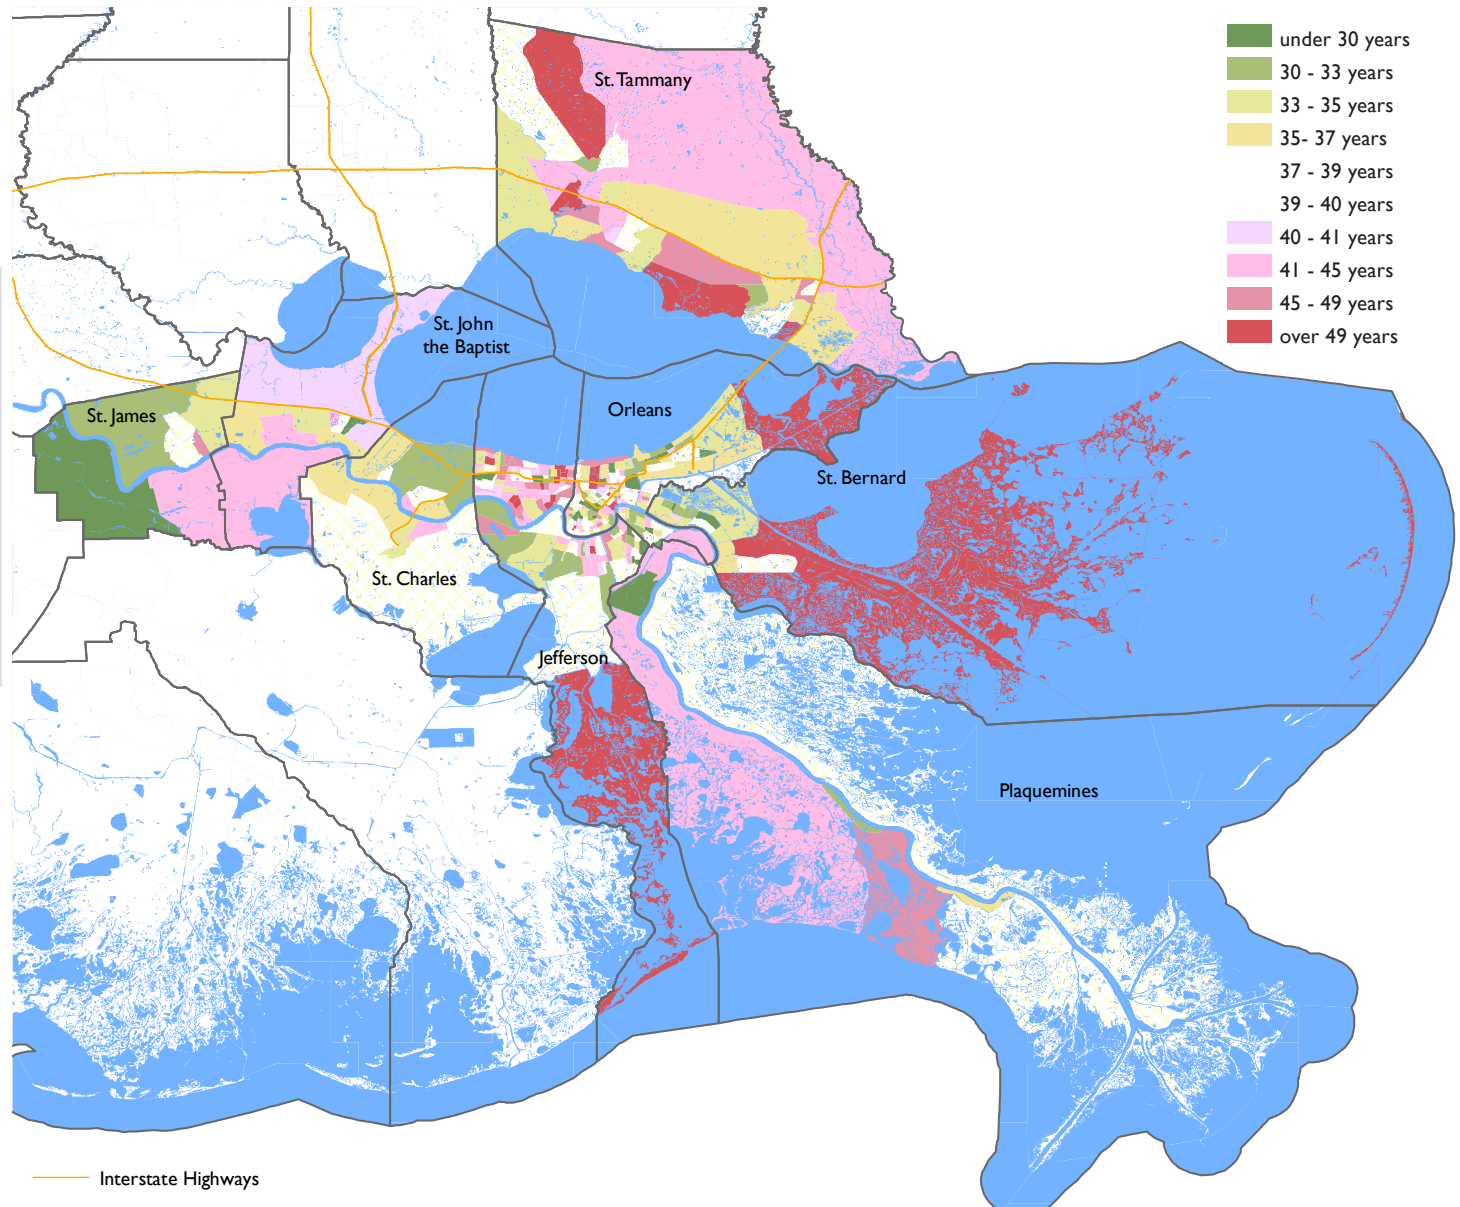 under 30 years
30 - 33 years
33 - 35 years
35- 37 years
37 - 39 years
39 - 40 years
40 - 41 years
41 - 45 years
45 - 49 years
over 49 years
St. Tammany
St. John
the Baptist
St. James
Orleans
St. Bernard
St. Charles
Jefferson
Plaquemines
Interstate Highways